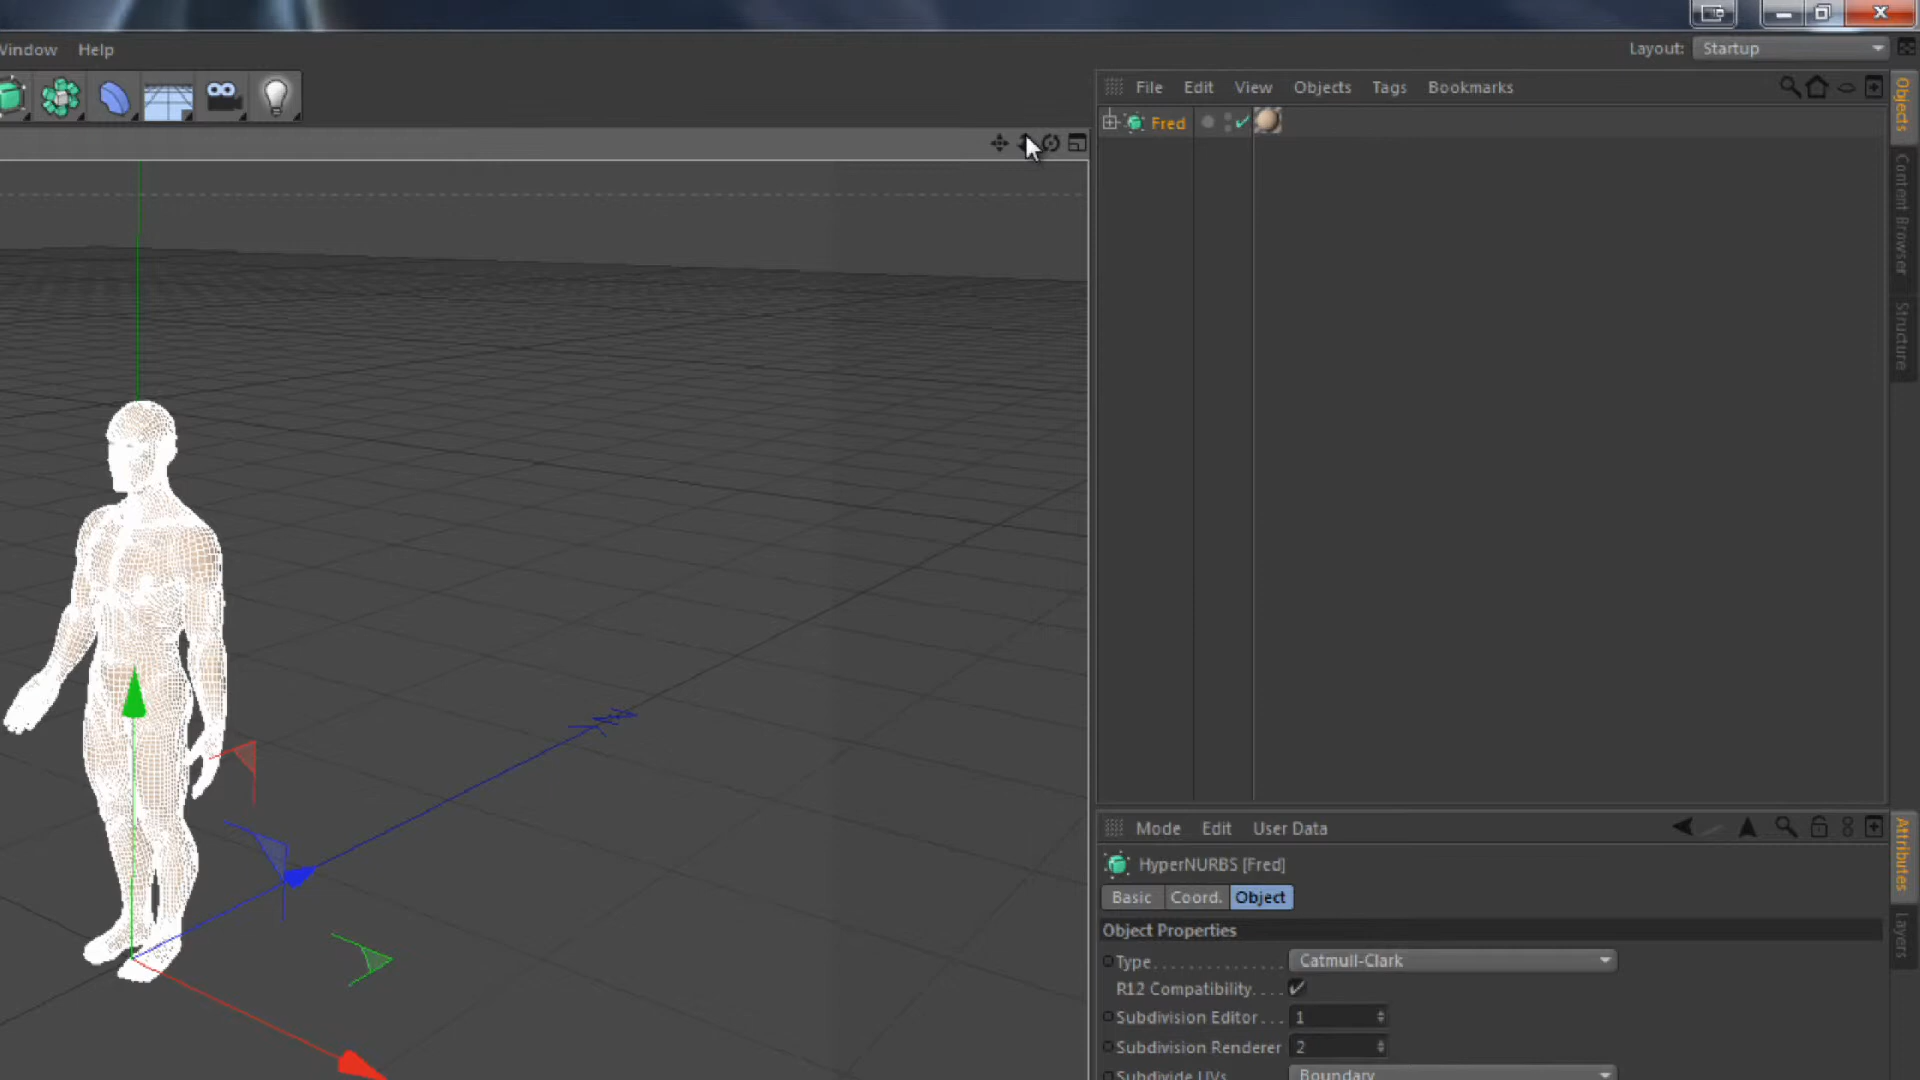 Window Help
Layout: Startup
File Edit View Objects Tags Bookmarks
Objects
Fred
Content Browser
Structure
Mode Edit User Data
Attributes
HyperNURBS [Fred]
Basic Coord. Object
Layers
Object Properties
Type. . . . . . . . . . . . . . . Catmull-Clark
R12 Compatibility. . . . ✓
Subdivision Editor . . . 1
Subdivision Renderer 2
Subdivide UVs Boundary